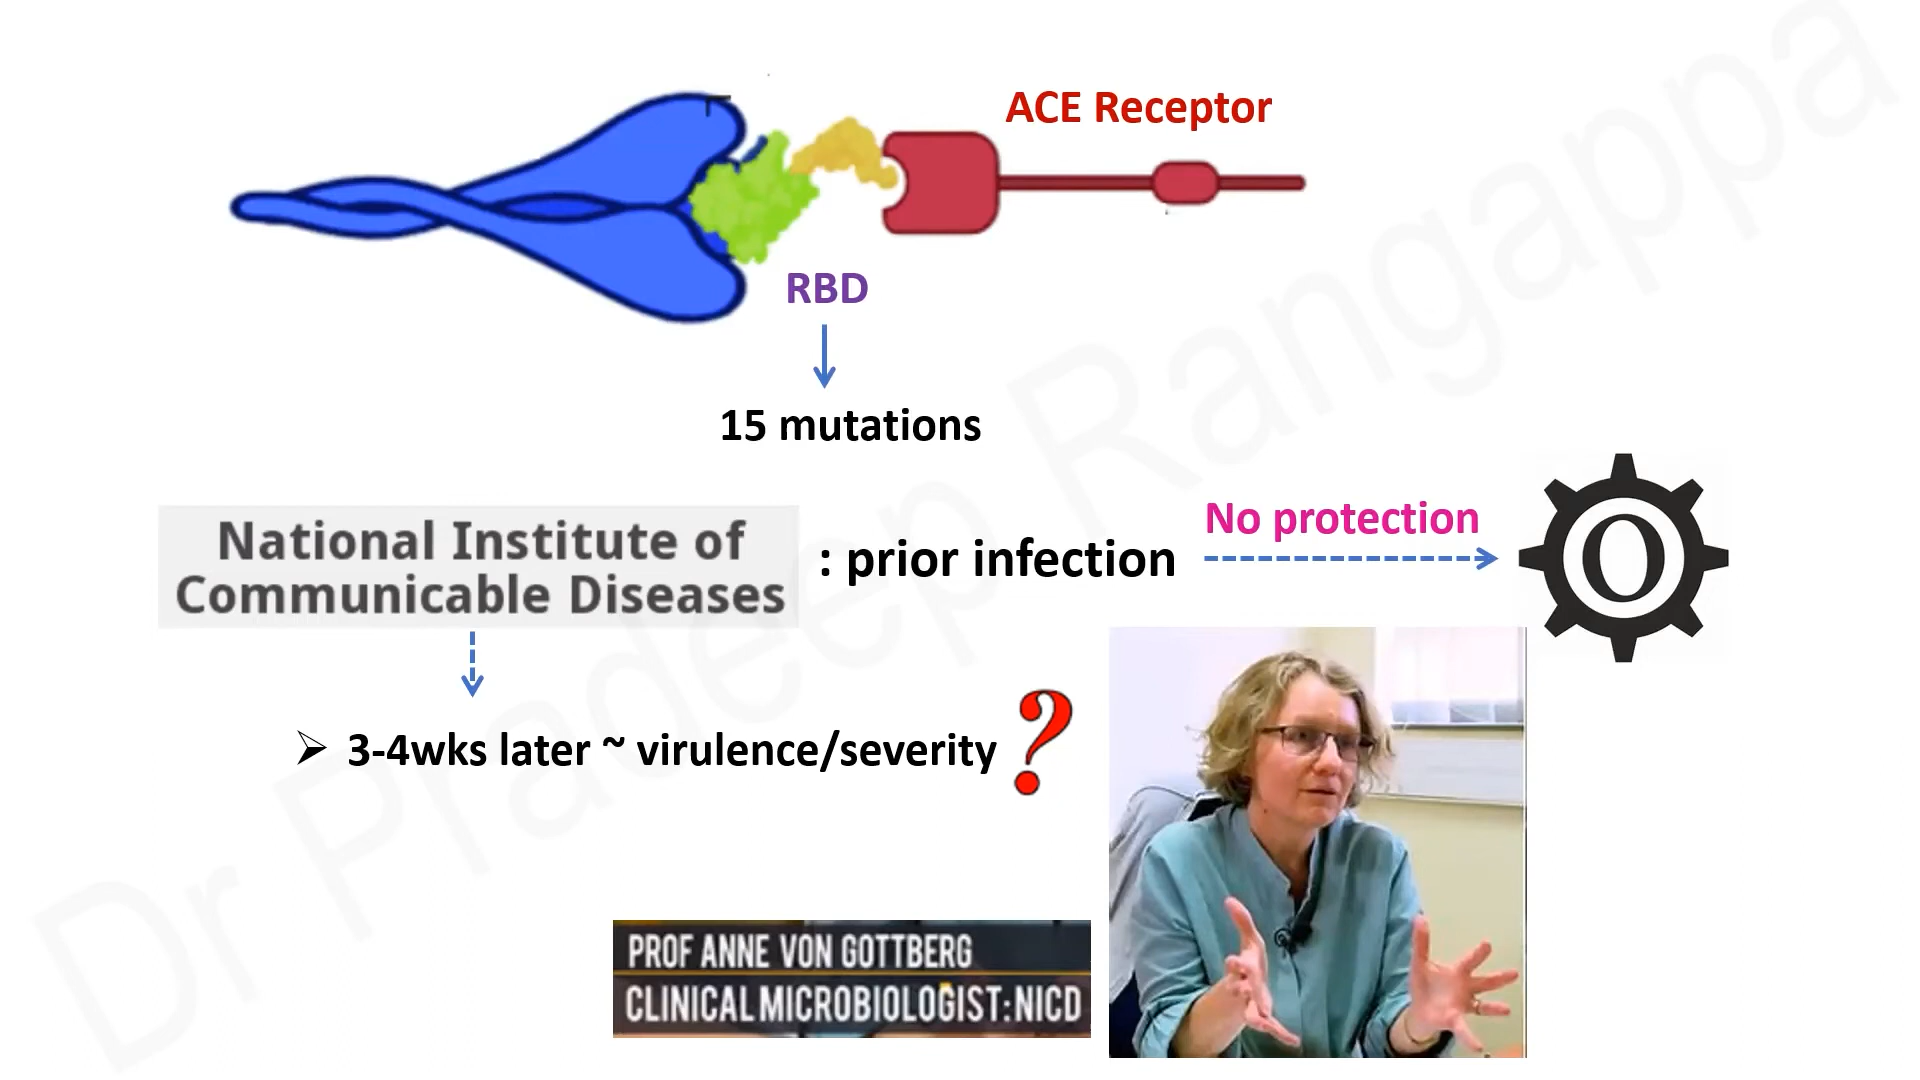 ACE Receptor
RBD
15 mutations
National Institute of
Communicable Diseases
: prior infection
No protection
O
➢ 3-4wks later ~ virulence/severity ?
PROF ANNE VON GOTTBERG
CLINICAL MICROBIOLOGIST: NICD
Dr Pradeep Rangappa